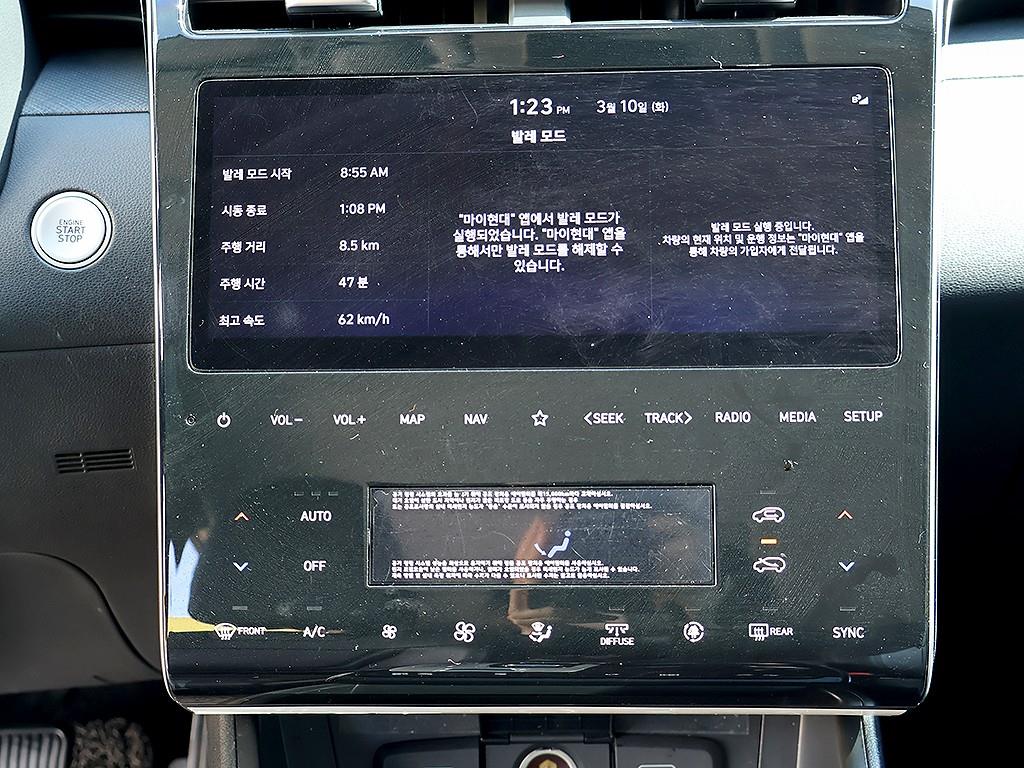 1:23 PM 3월 10일 (화)
발레 모드
발레 모드 시작 8:55 AM
시동 종료 1:08 PM
주행 거리 8.5 km
주행 시간 47 분
최고 속도 62 km/h
"마이현대" 앱에서 발레 모드가
실행되었습니다. "마이현대" 앱을
통해서만 발레 모드를 해제할 수
있습니다.
발레 모드 실행 중입니다.
차량의 현재 위치 및 운행 정보는 "마이현대" 앱을
통해 차량의 가입자에게 전달됩니다.
ENGINE
START
STOP
VOL− VOL+ MAP NAV <SEEK TRACK> RADIO MEDIA SETUP
AUTO
OFF
FRONT A/C DIFFUSE REAR SYNC